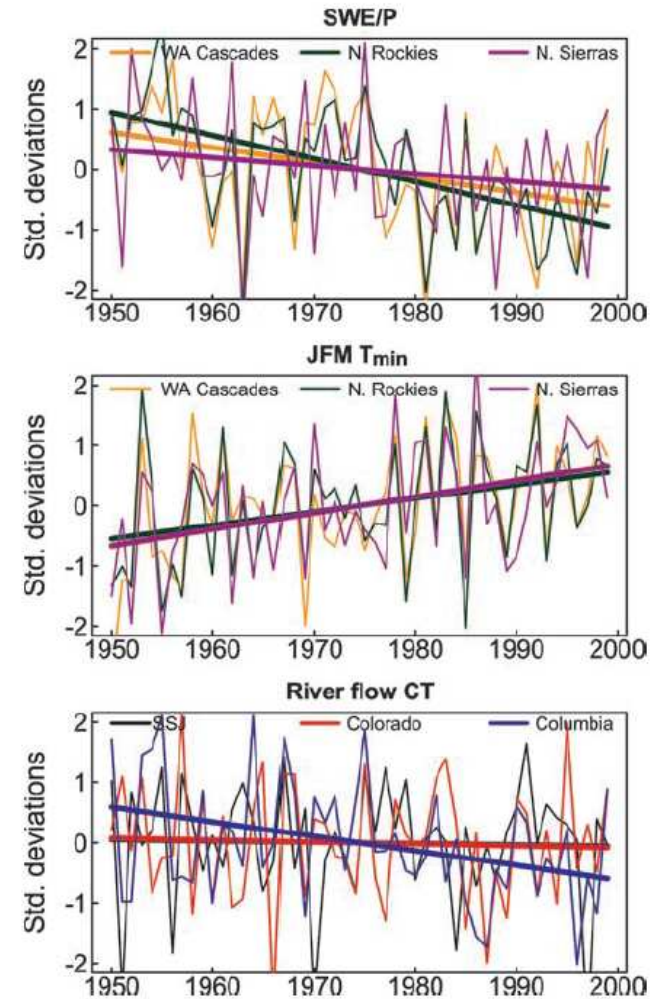 SWE/P
2 WA Cascades N. Rockies N. Sierras
1
0
-1
-2
Std. deviations
1950 1960 1970 1980 1990 2000
JFM Tmin
2 WA Cascades N. Rockies N. Sierras
1
0
-1
-2
Std. deviations
1950 1960 1970 1980 1990 2000
River flow CT
2 SSJ Colorado Columbia
1
0
-1
-2
Std. deviations
1950 1960 1970 1980 1990 2000